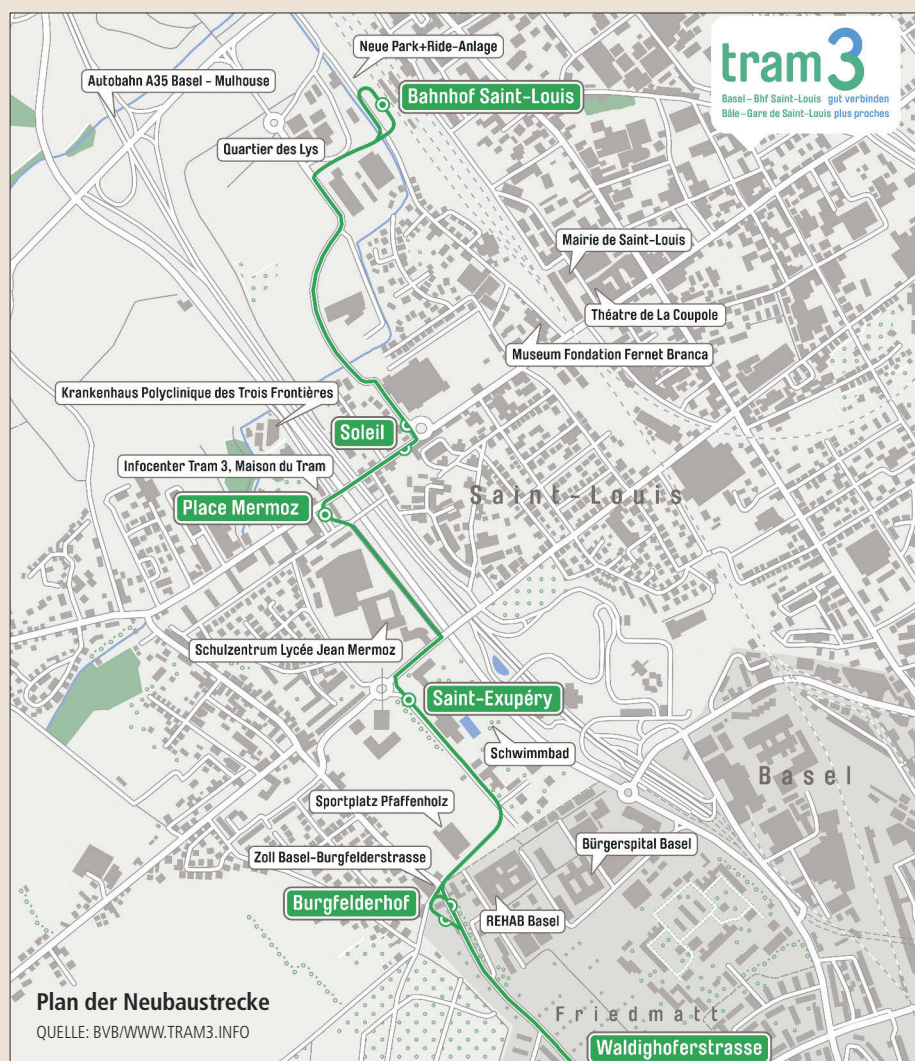 Neue Park+Ride-Anlage
tram3
Basel – Bhf Saint-Louis gut verbinden
Bâle – Gare de Saint-Louis plus proches
Autobahn A35 Basel – Mulhouse
Bahnhof Saint-Louis
Quartier des Lys
Mairie de Saint-Louis
Théatre de La Coupole
Museum Fondation Fernet Branca
Krankenhaus Polyclinique des Trois Frontières
Soleil
Infocenter Tram 3, Maison du Tram
Saint-Louis
Place Mermoz
Schulzentrum Lycée Jean Mermoz
Saint-Exupéry
Schwimmbad
Basel
Sportplatz Pfaffenholz
Bürgerspital Basel
Zoll Basel-Burgfelderstrasse
Burgfelderhof
REHAB Basel
Plan der Neubaustrecke
QUELLE: BVB/WWW.TRAM3.INFO
Friedmatt
Waldighoferstrasse